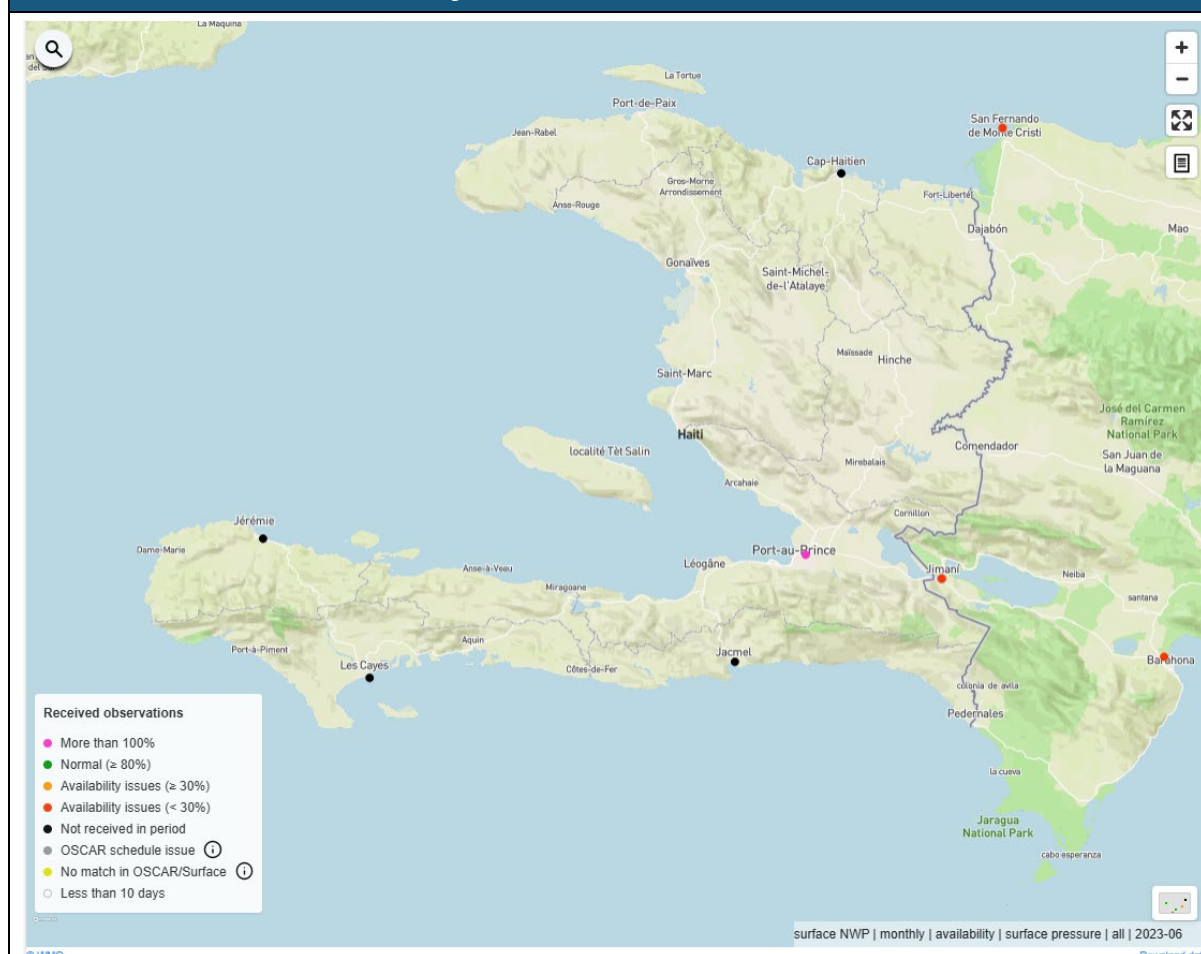 La Maquina
La Tortue
Port-de-Paix
San Fernando
de Monte Cristi
Jean-Rabel
Cap-Haïtien
Gros-Morne
Arrondissement
Fort-Liberté
Anse-Rouge
Dajabón
Mao
Gonaïves
Saint-Michel-
de-l'Atalaye
Maïssade
Hinche
Saint-Marc
José del Carmen
Ramírez
National Park
Haiti
Comendador
localité Tèt Salin
San Juan de
la Maguana
Mirebalais
Arcahaie
Cornillon
Jérémie
Dame-Marie
Port-au-Prince
Léogâne
Anse-à-Veau
Jimaní
Neiba
Miragoane
santana
Aquin
Port-à-Piment
Jacmel
Les Cayes
Côtes-de-Fer
Barahona
colonia de avila
Pedernales
Received observations
More than 100%
Normal (≥ 80%)
Availability issues (≥ 30%)
Availability issues (< 30%)
Not received in period
OSCAR schedule issue
No match in OSCAR/Surface
Less than 10 days
la cueva
Jaragua
National Park
cabo esperanza
surface NWP | monthly | availability | surface pressure | all | 2023-06
© WMO